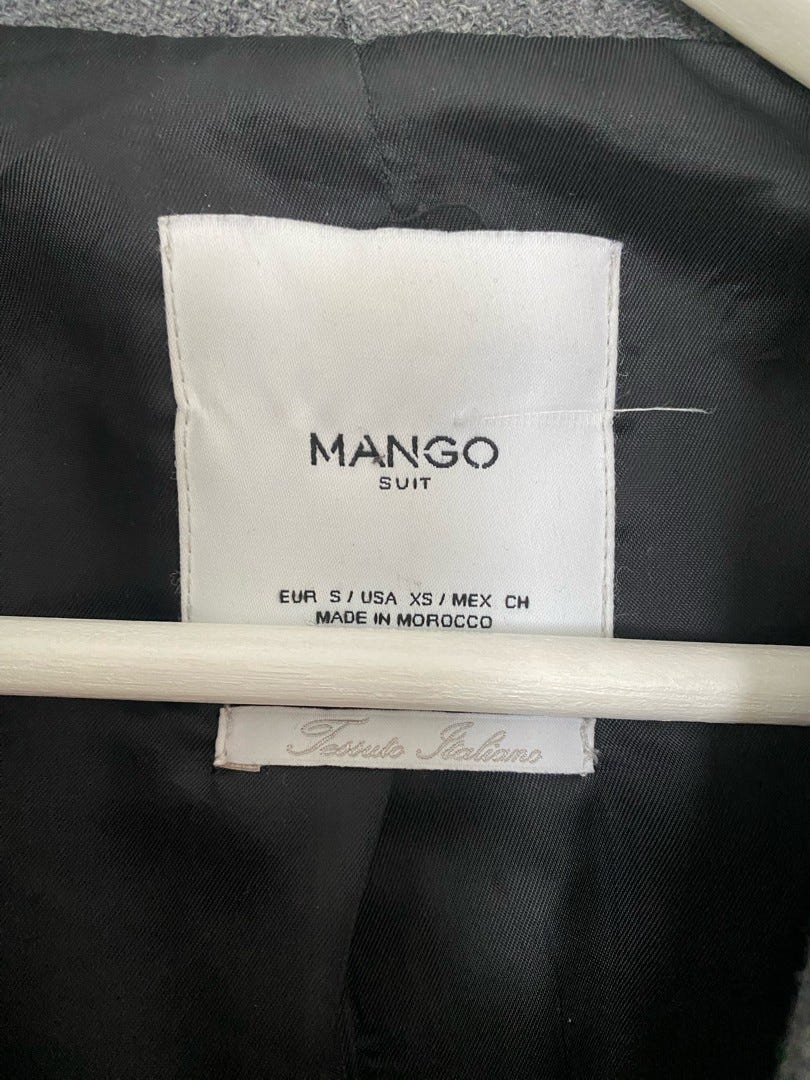 MANGO
SUIT
EUR S / USA XS / MEX CH
MADE IN MOROCCO
Tessuto Italiano